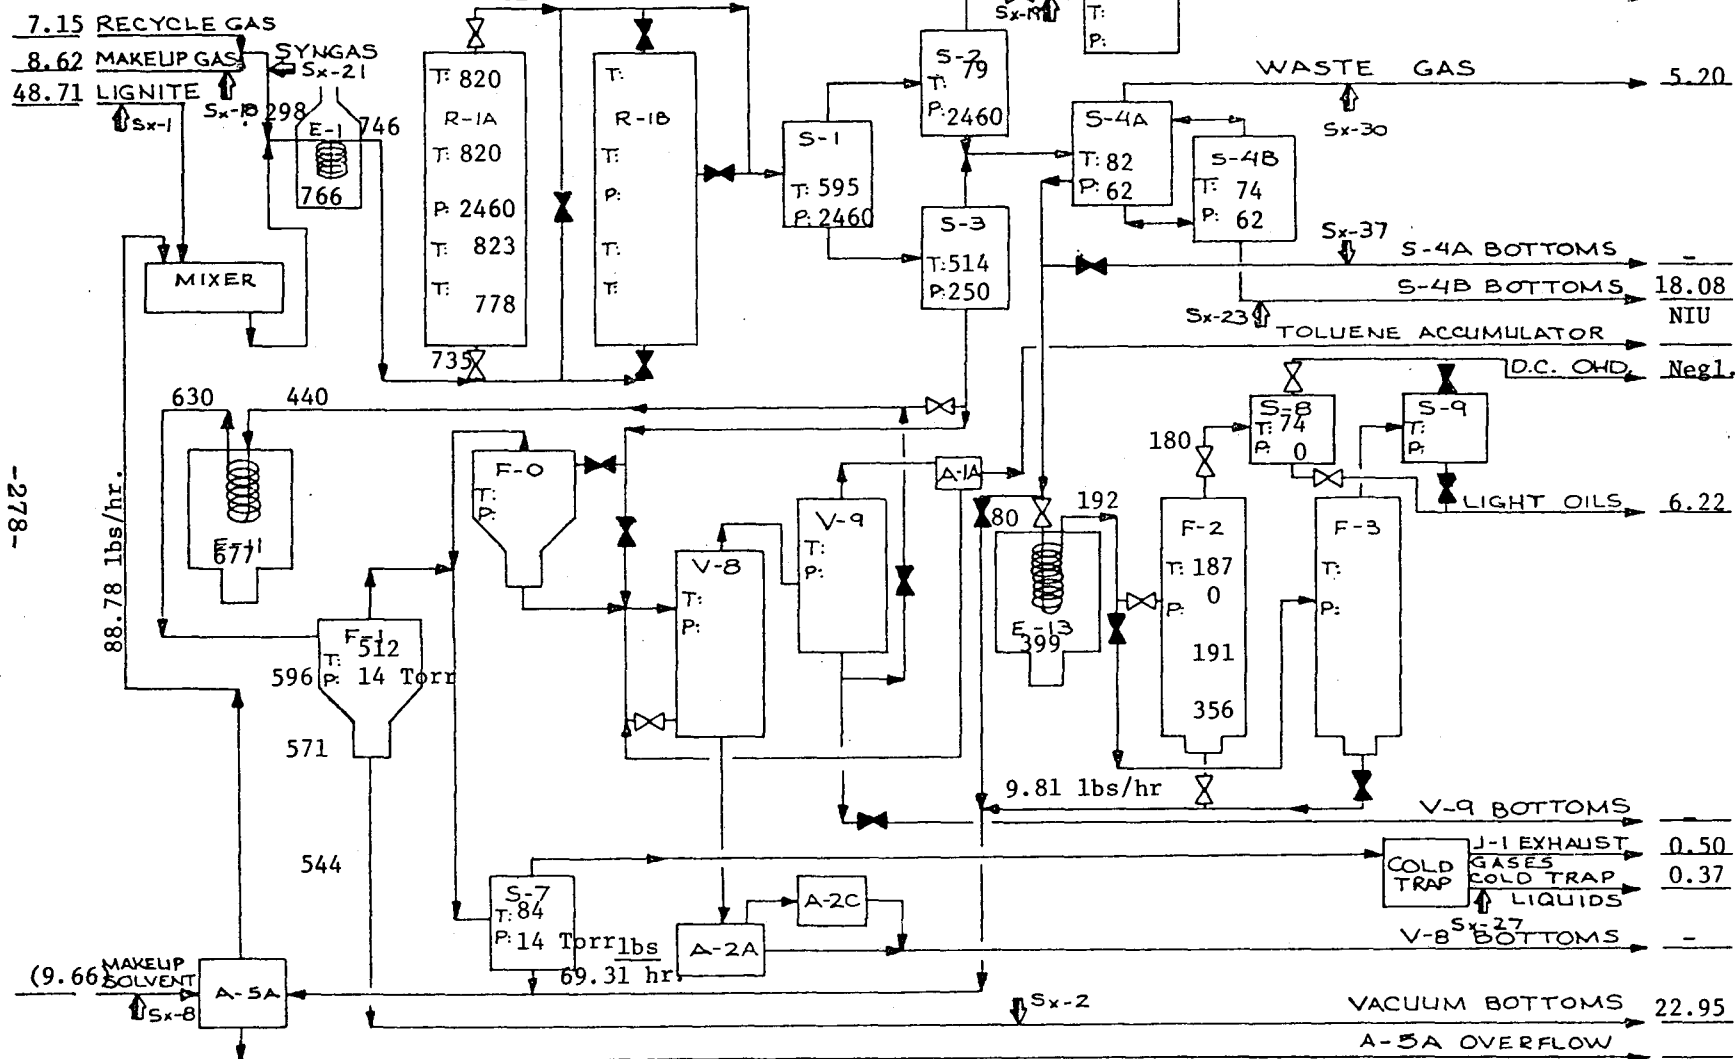 7.15 RECYCLE GAS
8.62 MAKEUP GAS
48.71 LIGNITE
SYNGAS
Sx-21
Sx-1
298
E-1
746
766
MIXER
T: 820
R-1A
T: 820
P: 2460
T: 823
T: 778
735
T:
R-1B
T:
P:
T:
T:
S-1
T: 595
P: 2460
S-2
T: 79
P: 2460
Sx-19
T:
P:
S-3
T: 514
P: 250
S-4A
T: 82
P: 62
S-4B
T: 74
P: 62
WASTE GAS 5.20
Sx-30
Sx-37
S-4A BOTTOMS -
S-4B BOTTOMS 18.08
Sx-23
NIU
TOLUENE ACCUMULATOR
D.C. OHD. Negl.
630
440
E-11
677
88.78 lbs/hr.
-278-
F-0
T:
P:
F-1
512
T:
596 P: 14 Torr
571
544
V-8
T:
P:
V-9
T:
P:
A-1A
80
192
E-13
399
180
S-8
T: 74
P: 0
S-9
T:
P:
LIGHT OILS 6.22
F-2
T: 187
0
P:
191
356
F-3
T:
P:
9.81 lbs/hr
V-9 BOTTOMS -
COLD TRAP
J-1 EXHAUST GASES 0.50
COLD TRAP LIQUIDS 0.37
Sx-27
V-8 BOTTOMS -
S-7
T: 84
P: 14 Torr
69.31 lbs hr.
A-2C
A-2A
(9.66) MAKEUP SOLVENT
Sx-8
A-5A
Sx-2
VACUUM BOTTOMS 22.95
A-5A OVERFLOW